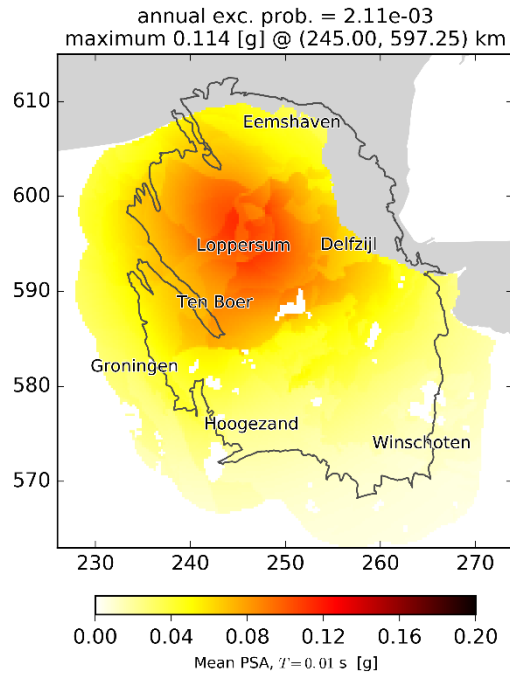 annual exc. prob. = 2.11e-03
maximum 0.114 [g] @ (245.00, 597.25) km
610
Eemshaven
600
Loppersum Delfzijl
590
Ten Boer
Groningen
580
Hoogezand
Winschoten
570
230 240 250 260 270
0.00 0.04 0.08 0.12 0.16 0.20
Mean PSA, T=0.01 s [g]